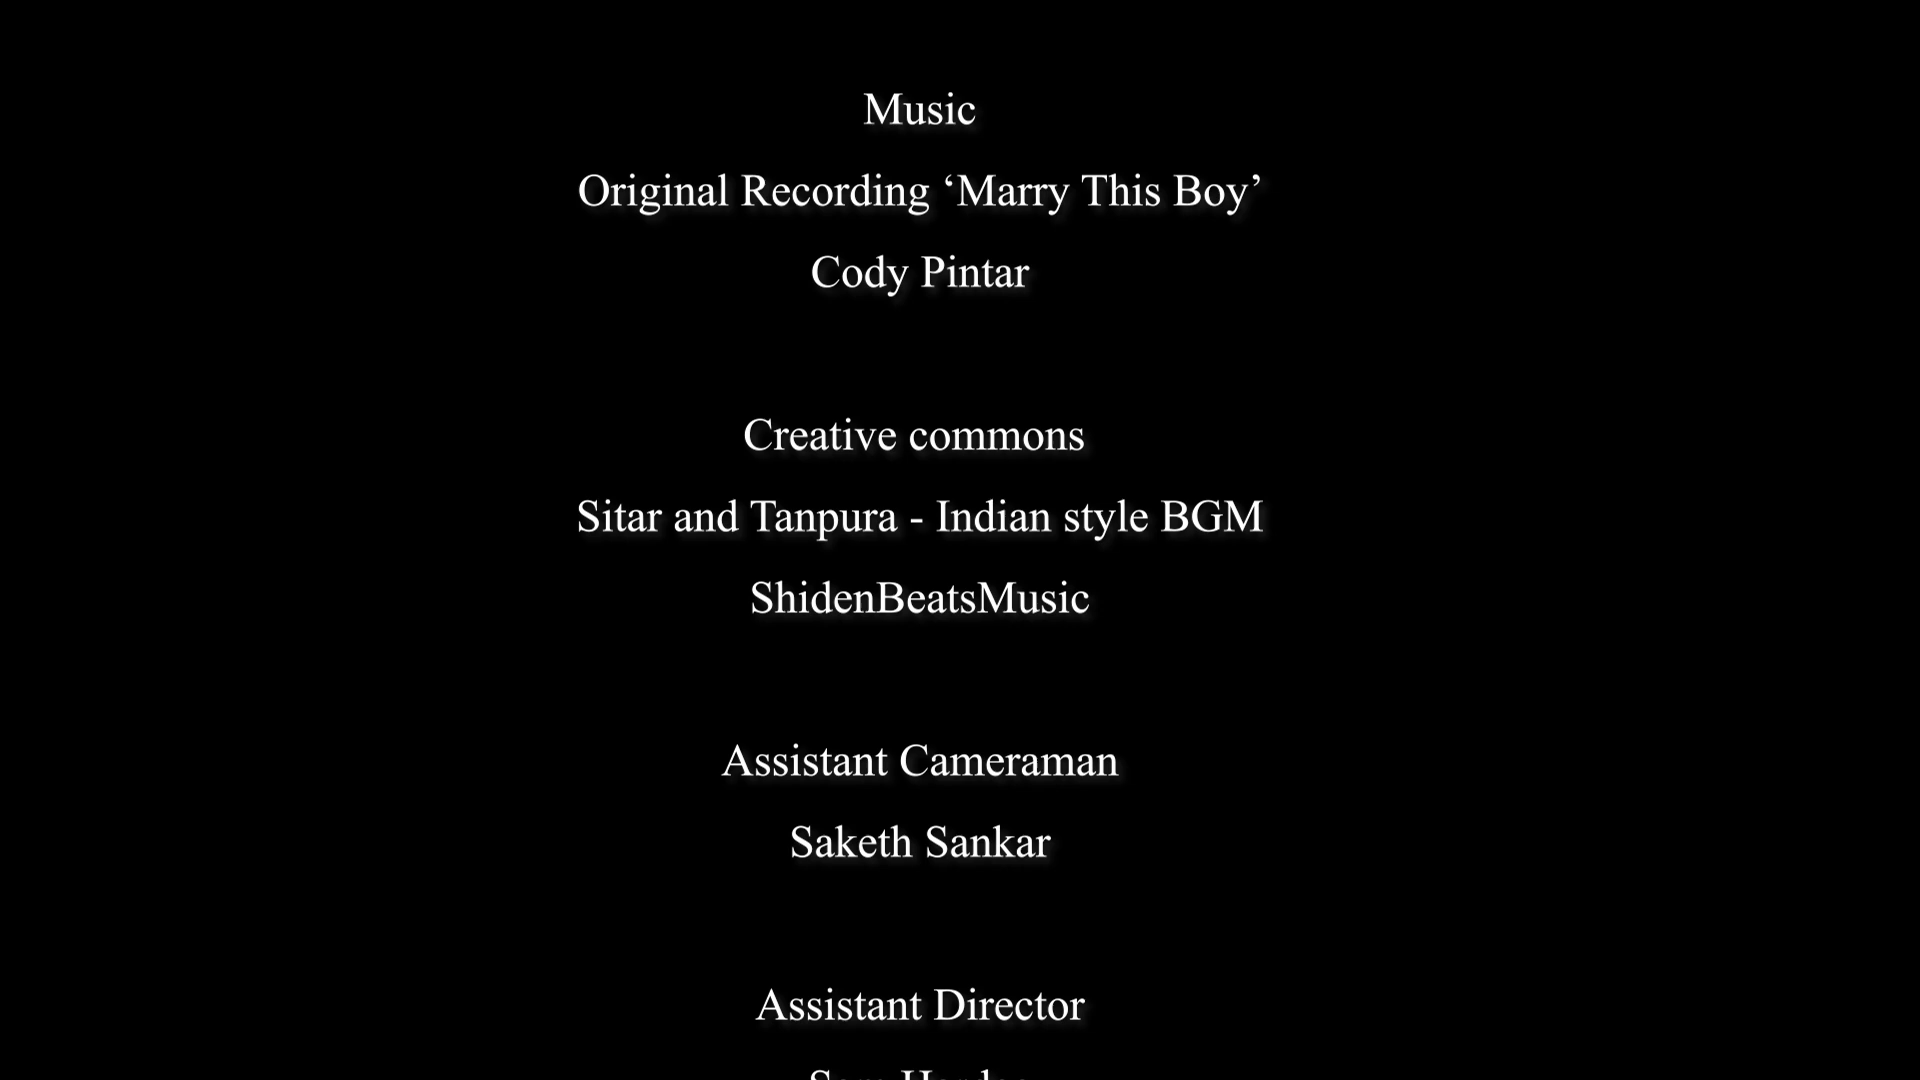 Music
Original Recording ‘Marry This Boy’
Cody Pintar
Creative commons
Sitar and Tanpura - Indian style BGM
ShidenBeatsMusic
Assistant Cameraman
Saketh Sankar
Assistant Director